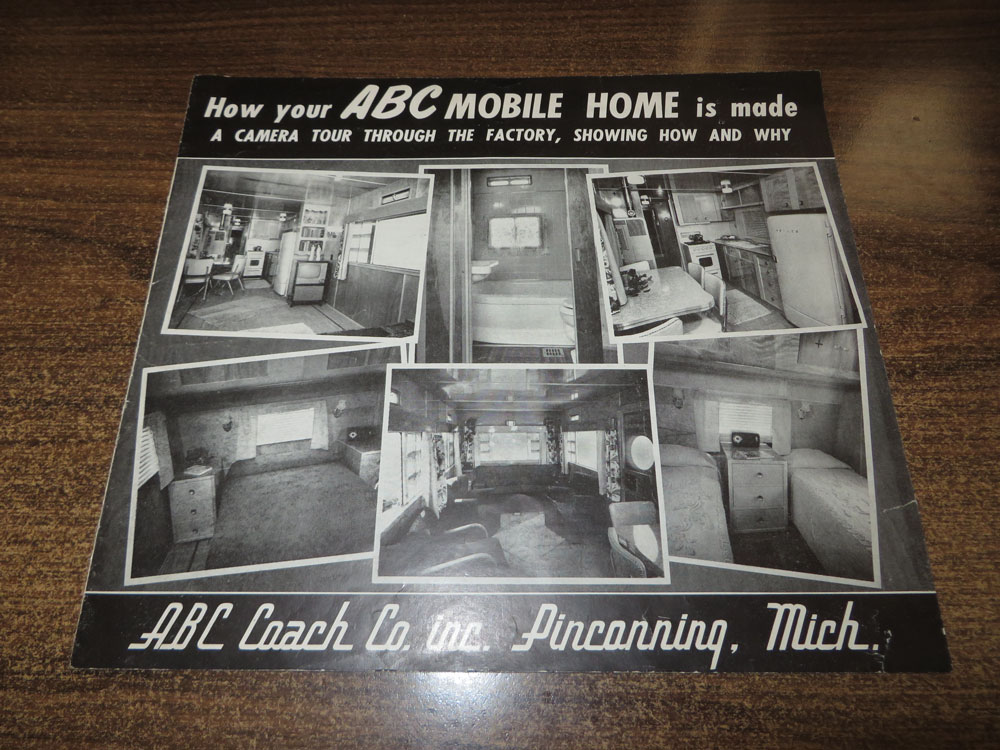 How your ABC MOBILE HOME is made
A CAMERA TOUR THROUGH THE FACTORY, SHOWING HOW AND WHY
ABC Coach Co. inc. Pinconning, Mich.